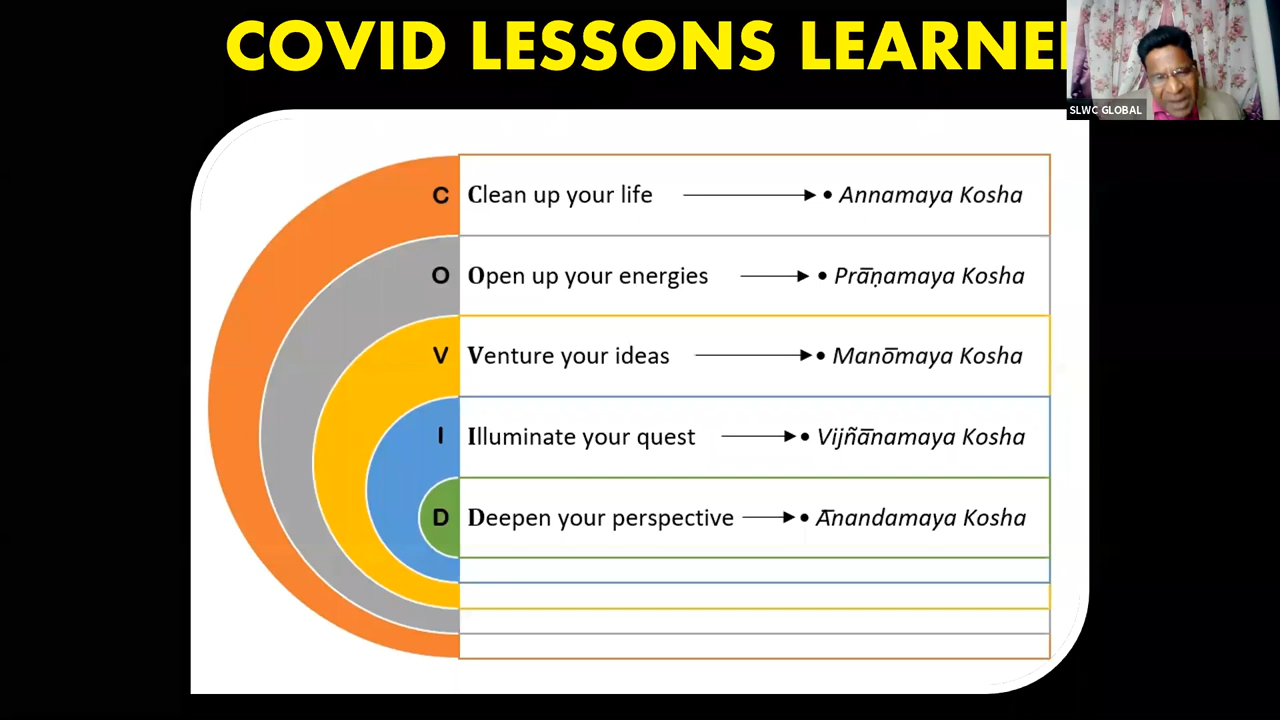 COVID LESSONS LEARNE
SLWC GLOBAL
C Clean up your life • Annamaya Kosha
O Open up your energies • Prāṇamaya Kosha
V Venture your ideas • Manōmaya Kosha
I Illuminate your quest • Vijñānamaya Kosha
D Deepen your perspective • Ānandamaya Kosha